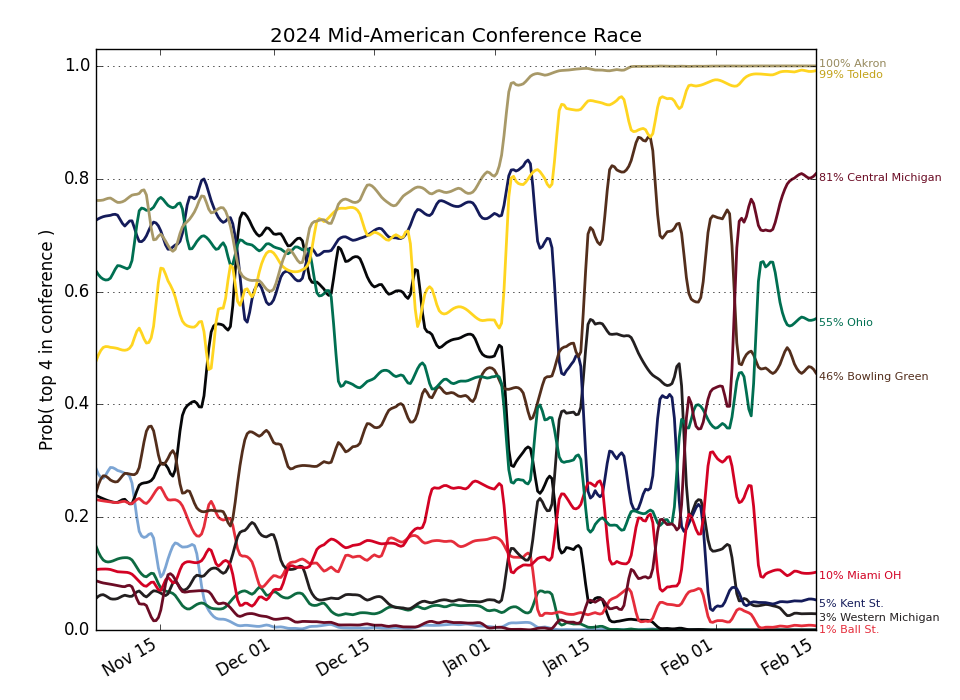 2024 Mid-American Conference Race
Prob( top 4 in conference )
1.0
0.8
0.6
0.4
0.2
0.0
Nov 15
Dec 01
Dec 15
Jan 01
Jan 15
Feb 01
Feb 15
100% Akron
99% Toledo
81% Central Michigan
55% Ohio
46% Bowling Green
10% Miami OH
5% Kent St.
3% Western Michigan
1% Ball St.